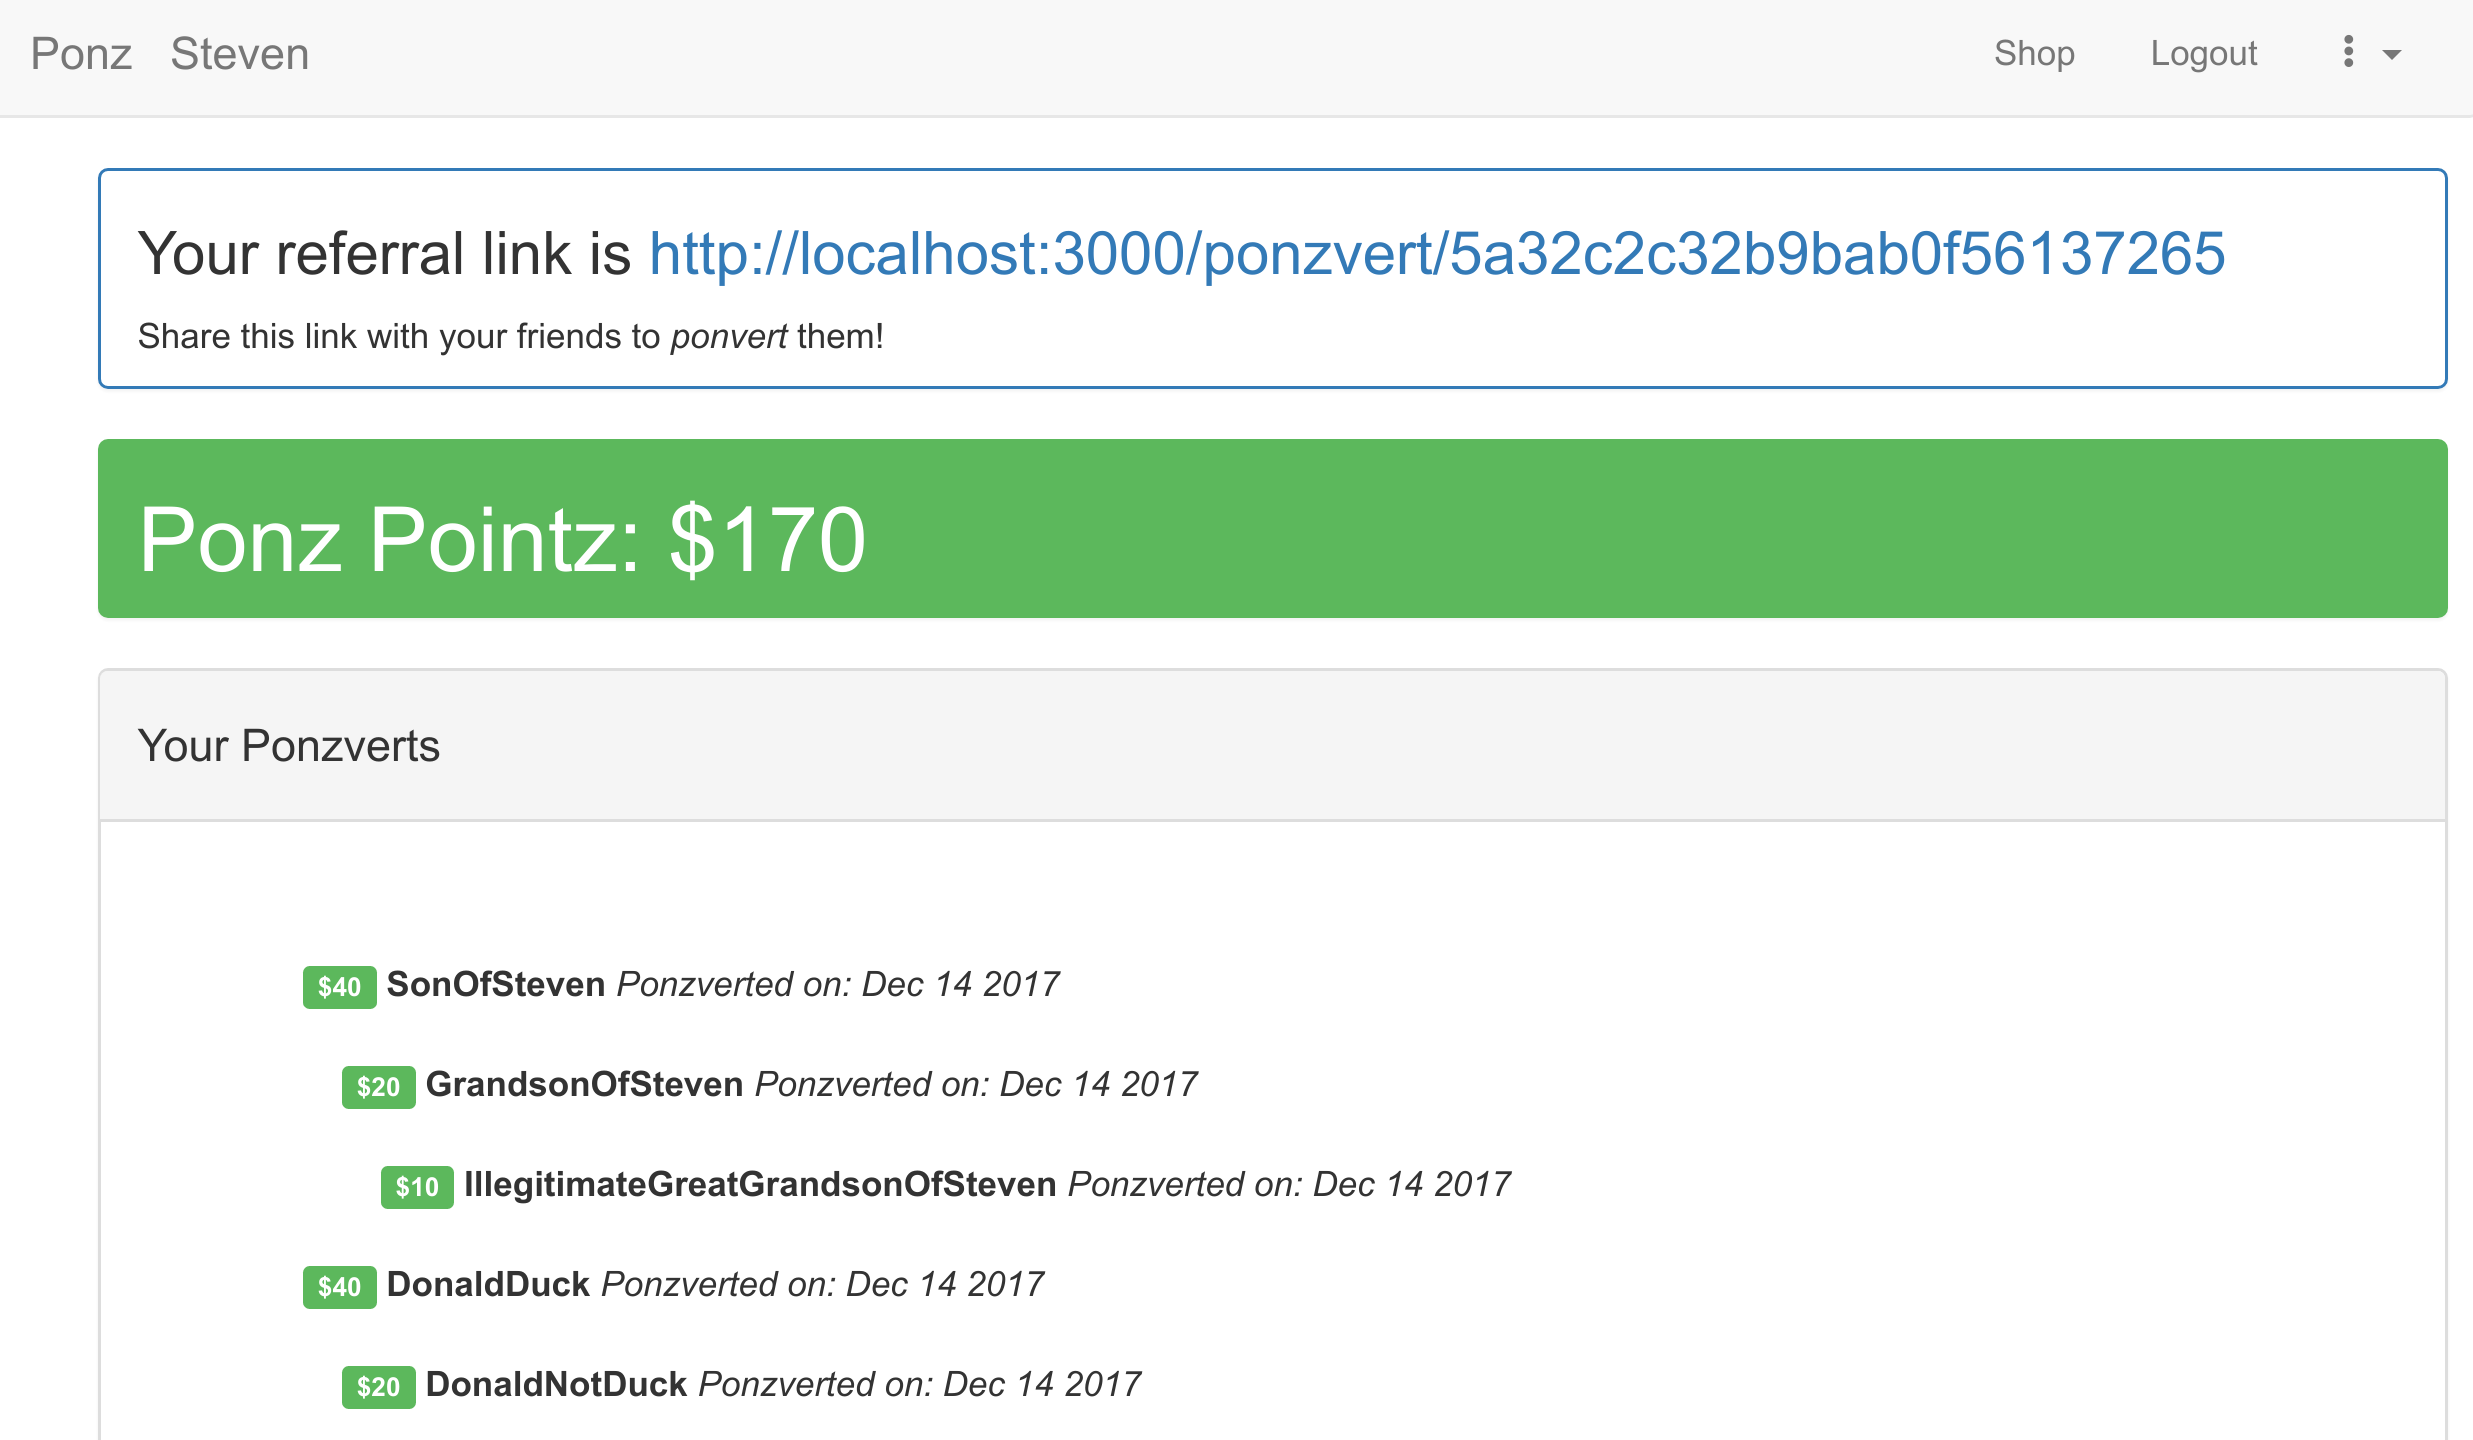 Ponz Steven Shop Logout
Your referral link is http://localhost:3000/ponzvert/5a32c2c32b9bab0f56137265
Share this link with your friends to ponvert them!
Ponz Pointz: $170
Your Ponzverts
$40 SonOfSteven Ponzverted on: Dec 14 2017
$20 GrandsonOfSteven Ponzverted on: Dec 14 2017
$10 IllegitimateGreatGrandsonOfSteven Ponzverted on: Dec 14 2017
$40 DonaldDuck Ponzverted on: Dec 14 2017
$20 DonaldNotDuck Ponzverted on: Dec 14 2017